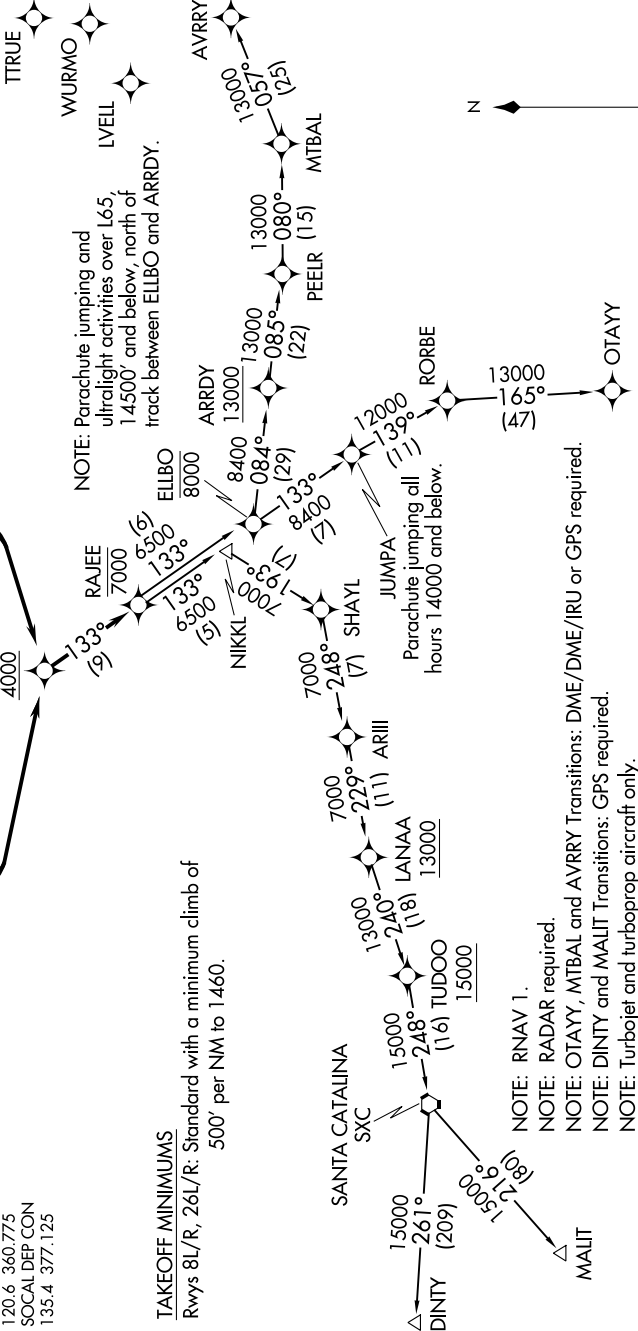 120.6 360.775
SOCAL DEP CON
135.4 377.125
4000
133°
(9)
RAJEE
7000
(6)
6500
133°
133°
6500
(5)
NIKKL
ELLBO
8000
NOTE: Parachute jumping and
ultralight activities over L65,
14500' and below, north of
track between ELLBO and ARRDY.
TTRUE
WURMO
LVELL
AVRRY
13000
057°
(25)
MTBAL
13000
080°
(15)
PEELR
13000
085°
(22)
ARRDY
13000
8400
084°
(29)
133°
8400
(7)
JUMPA
Parachute jumping all
hours 14000 and below.
12000
139°
(11)
RORBE
13000
165°
(47)
OTAYY
N
7000
193°
(7)
SHAYL
7000
248°
(7)
ARIII
7000
229°
(11)
LANAA
13000
13000
240°
(18)
TUDOO
15000
15000
248°
(16)
SANTA CATALINA
SXC
15000
261°
(209)
DINTY
15000
216°
(80)
MALIT
TAKEOFF MINIMUMS
Rwys 8L/R, 26L/R: Standard with a minimum climb of
500' per NM to 1460.
NOTE: RNAV 1.
NOTE: RADAR required.
NOTE: OTAYY, MTBAL and AVRRY Transitions: DME/DME/IRU or GPS required.
NOTE: DINTY and MALIT Transitions: GPS required.
NOTE: Turbojet and turboprop aircraft only.